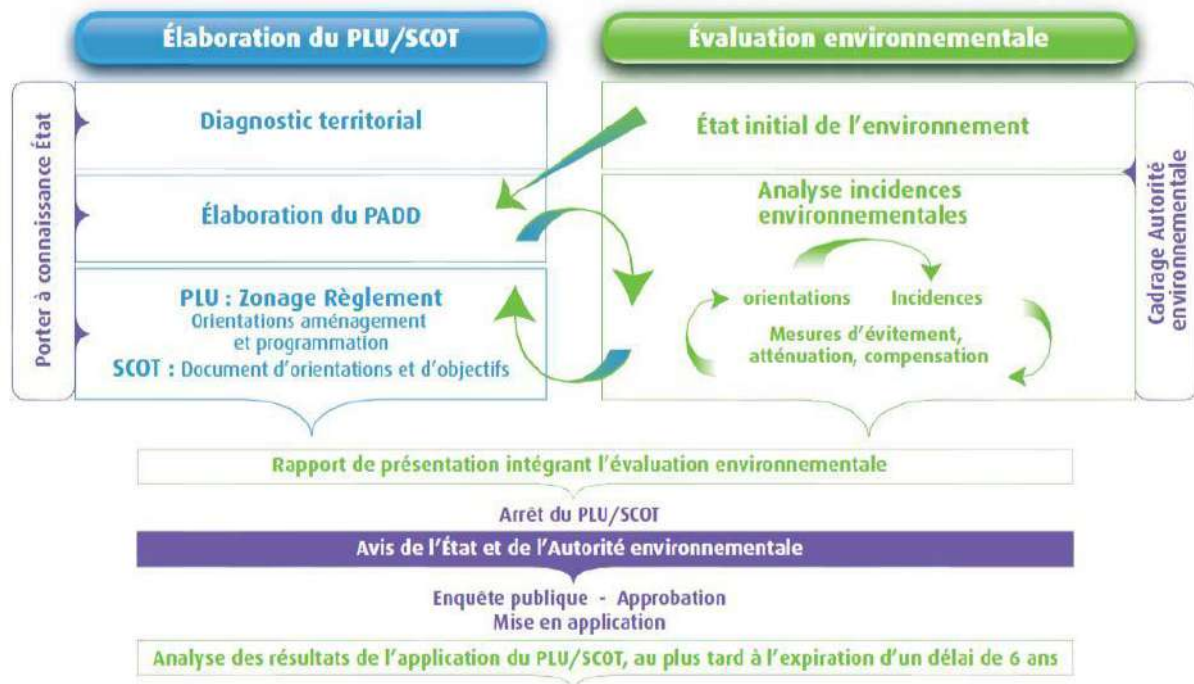 Élaboration du PLU/SCOT
Évaluation environnementale
Porter à connaissance État
Diagnostic territorial
Élaboration du PADD
PLU : Zonage Règlement
Orientations aménagement
et programmation
SCOT : Document d'orientations et d'objectifs
État initial de l'environnement
Analyse incidences
environnementales
orientations
Incidences
Mesures d'évitement,
atténuation, compensation
Cadrage Autorité
environnementale
Rapport de présentation intégrant l'évaluation environnementale
Arrêt du PLU/SCOT
Avis de l'État et de l'Autorité environnementale
Enquête publique - Approbation
Mise en application
Analyse des résultats de l'application du PLU/SCOT, au plus tard à l'expiration d'un délai de 6 ans